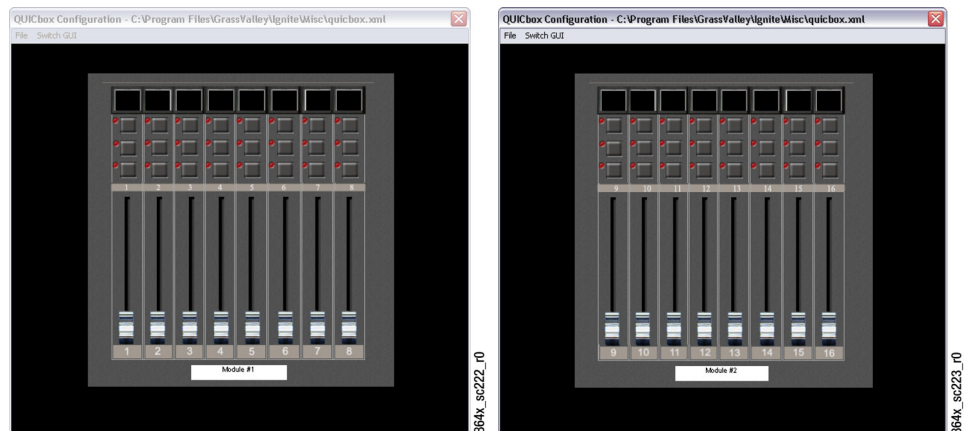 QUICbox Configuration - C:\Program Files\GrassValley\Ignite\Misc\quicbox.xml
File Switch GUI
1 2 3 4 5 6 7 8
1 2 3 4 5 6 7 8
Module #1
864x_sc222_r0
QUICbox Configuration - C:\Program Files\GrassValley\Ignite\Misc\quicbox.xml
File Switch GUI
9 10 11 12 13 14 15 16
9 10 11 12 13 14 15 16
Module #2
864x_sc223_r0